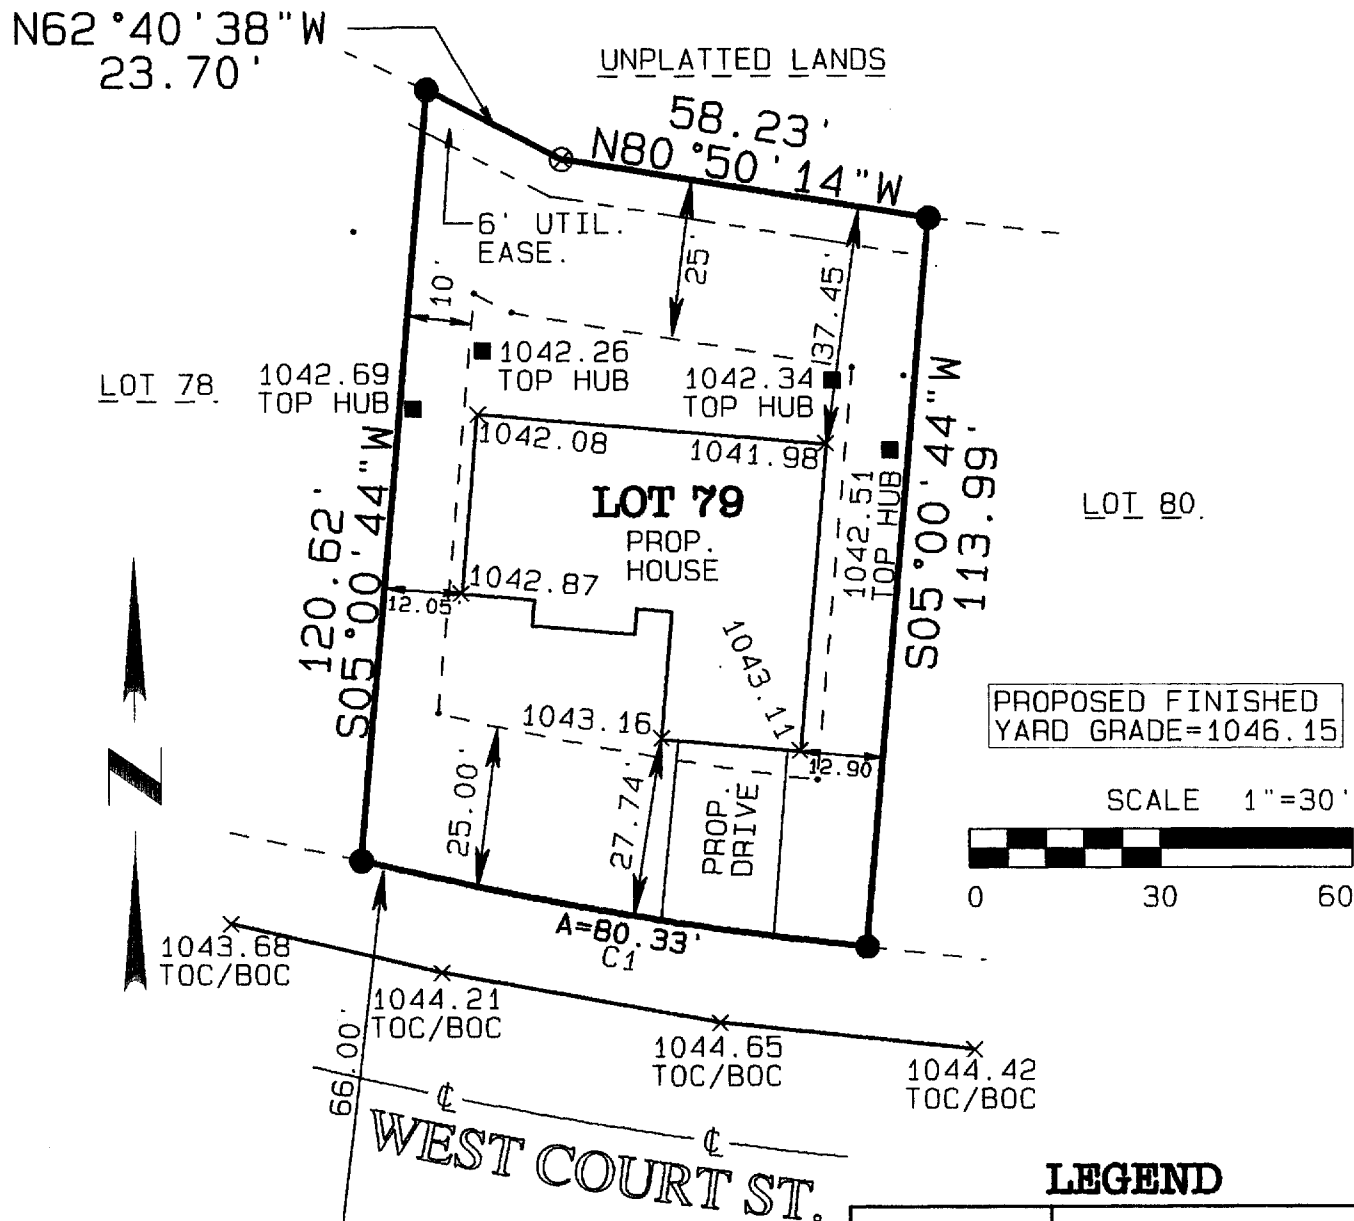 N62°40'38"W
23.70'
UNPLATTED LANDS
58.23'
N80°50'14"W
6' UTIL.
EASE.
25'
37.45'
10'
LOT 78
1042.69
TOP HUB
1042.26
TOP HUB
1042.34
TOP HUB
1042.08
1041.98
LOT 79
PROP.
HOUSE
1042.51
TOP HUB
S05°00'44"W
113.99'
LOT 80
120.62'
S05°00'44"W
12.05
1042.87
1043.11
1043.16
12.90
PROPOSED FINISHED
YARD GRADE=1046.15
25.00'
27.74'
PROP.
DRIVE
SCALE 1"=30'
0 30 60
A=80.33'
C1
1043.68
TOC/BOC
1044.21
TOC/BOC
1044.65
TOC/BOC
1044.42
TOC/BOC
66.00'
℄
℄
WEST COURT ST.
LEGEND
N